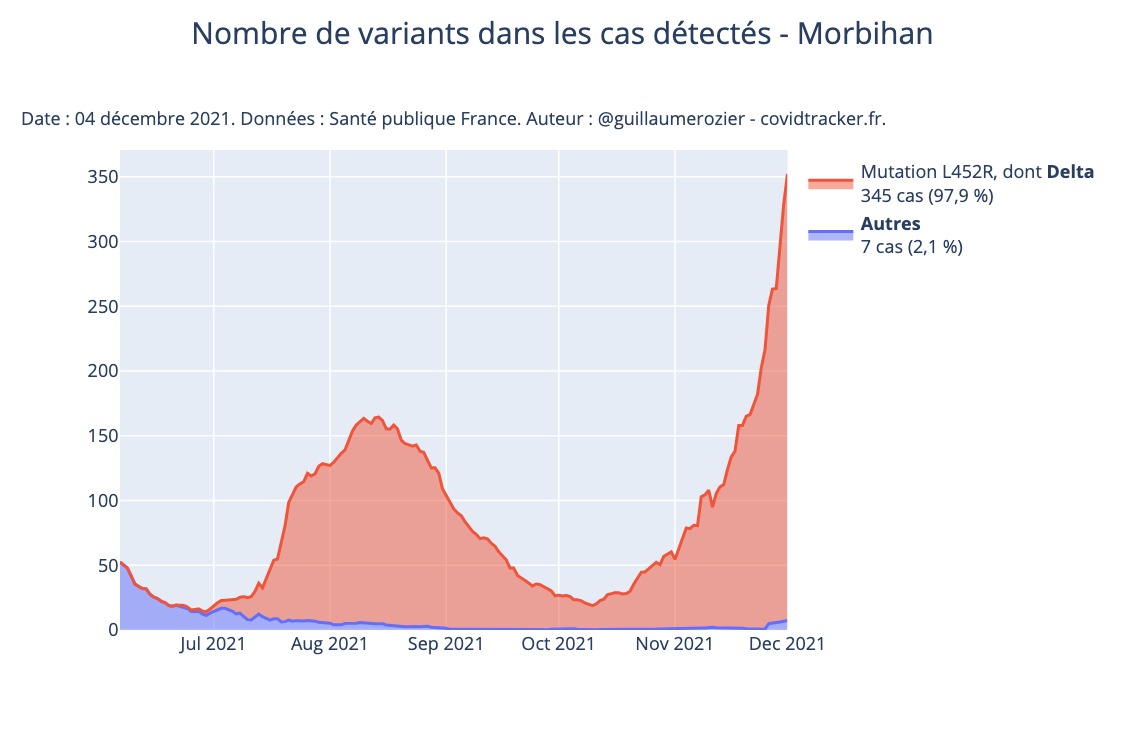 Nombre de variants dans les cas détectés - Morbihan
Date : 04 décembre 2021. Données : Santé publique France. Auteur : @guillaumerozier - covidtracker.fr.
Mutation L452R, dont Delta
345 cas (97,9 %)
Autres
7 cas (2,1 %)
350
300
250
200
150
100
50
0
Jul 2021 Aug 2021 Sep 2021 Oct 2021 Nov 2021 Dec 2021